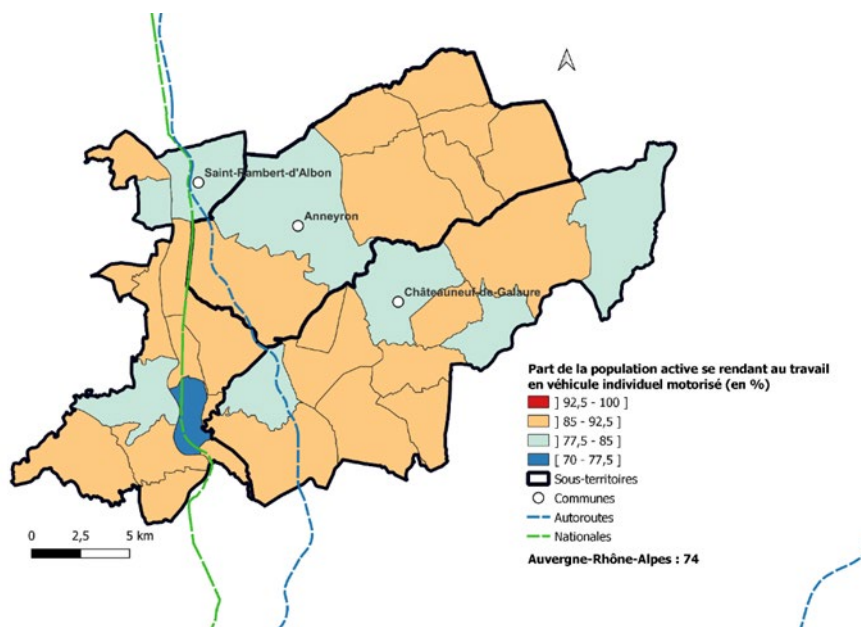 Saint-Rambert-d'Albon
Anneyron
Châteauneuf-de-Galaure
Part de la population active se rendant au travail
en véhicule individuel motorisé (en %)
] 92,5 - 100 ]
] 85 - 92,5 ]
] 77,5 - 85 ]
[ 70 - 77,5 ]
Sous-territoires
Communes
Autoroutes
Nationales
Auvergne-Rhône-Alpes : 74
0 2,5 5 km